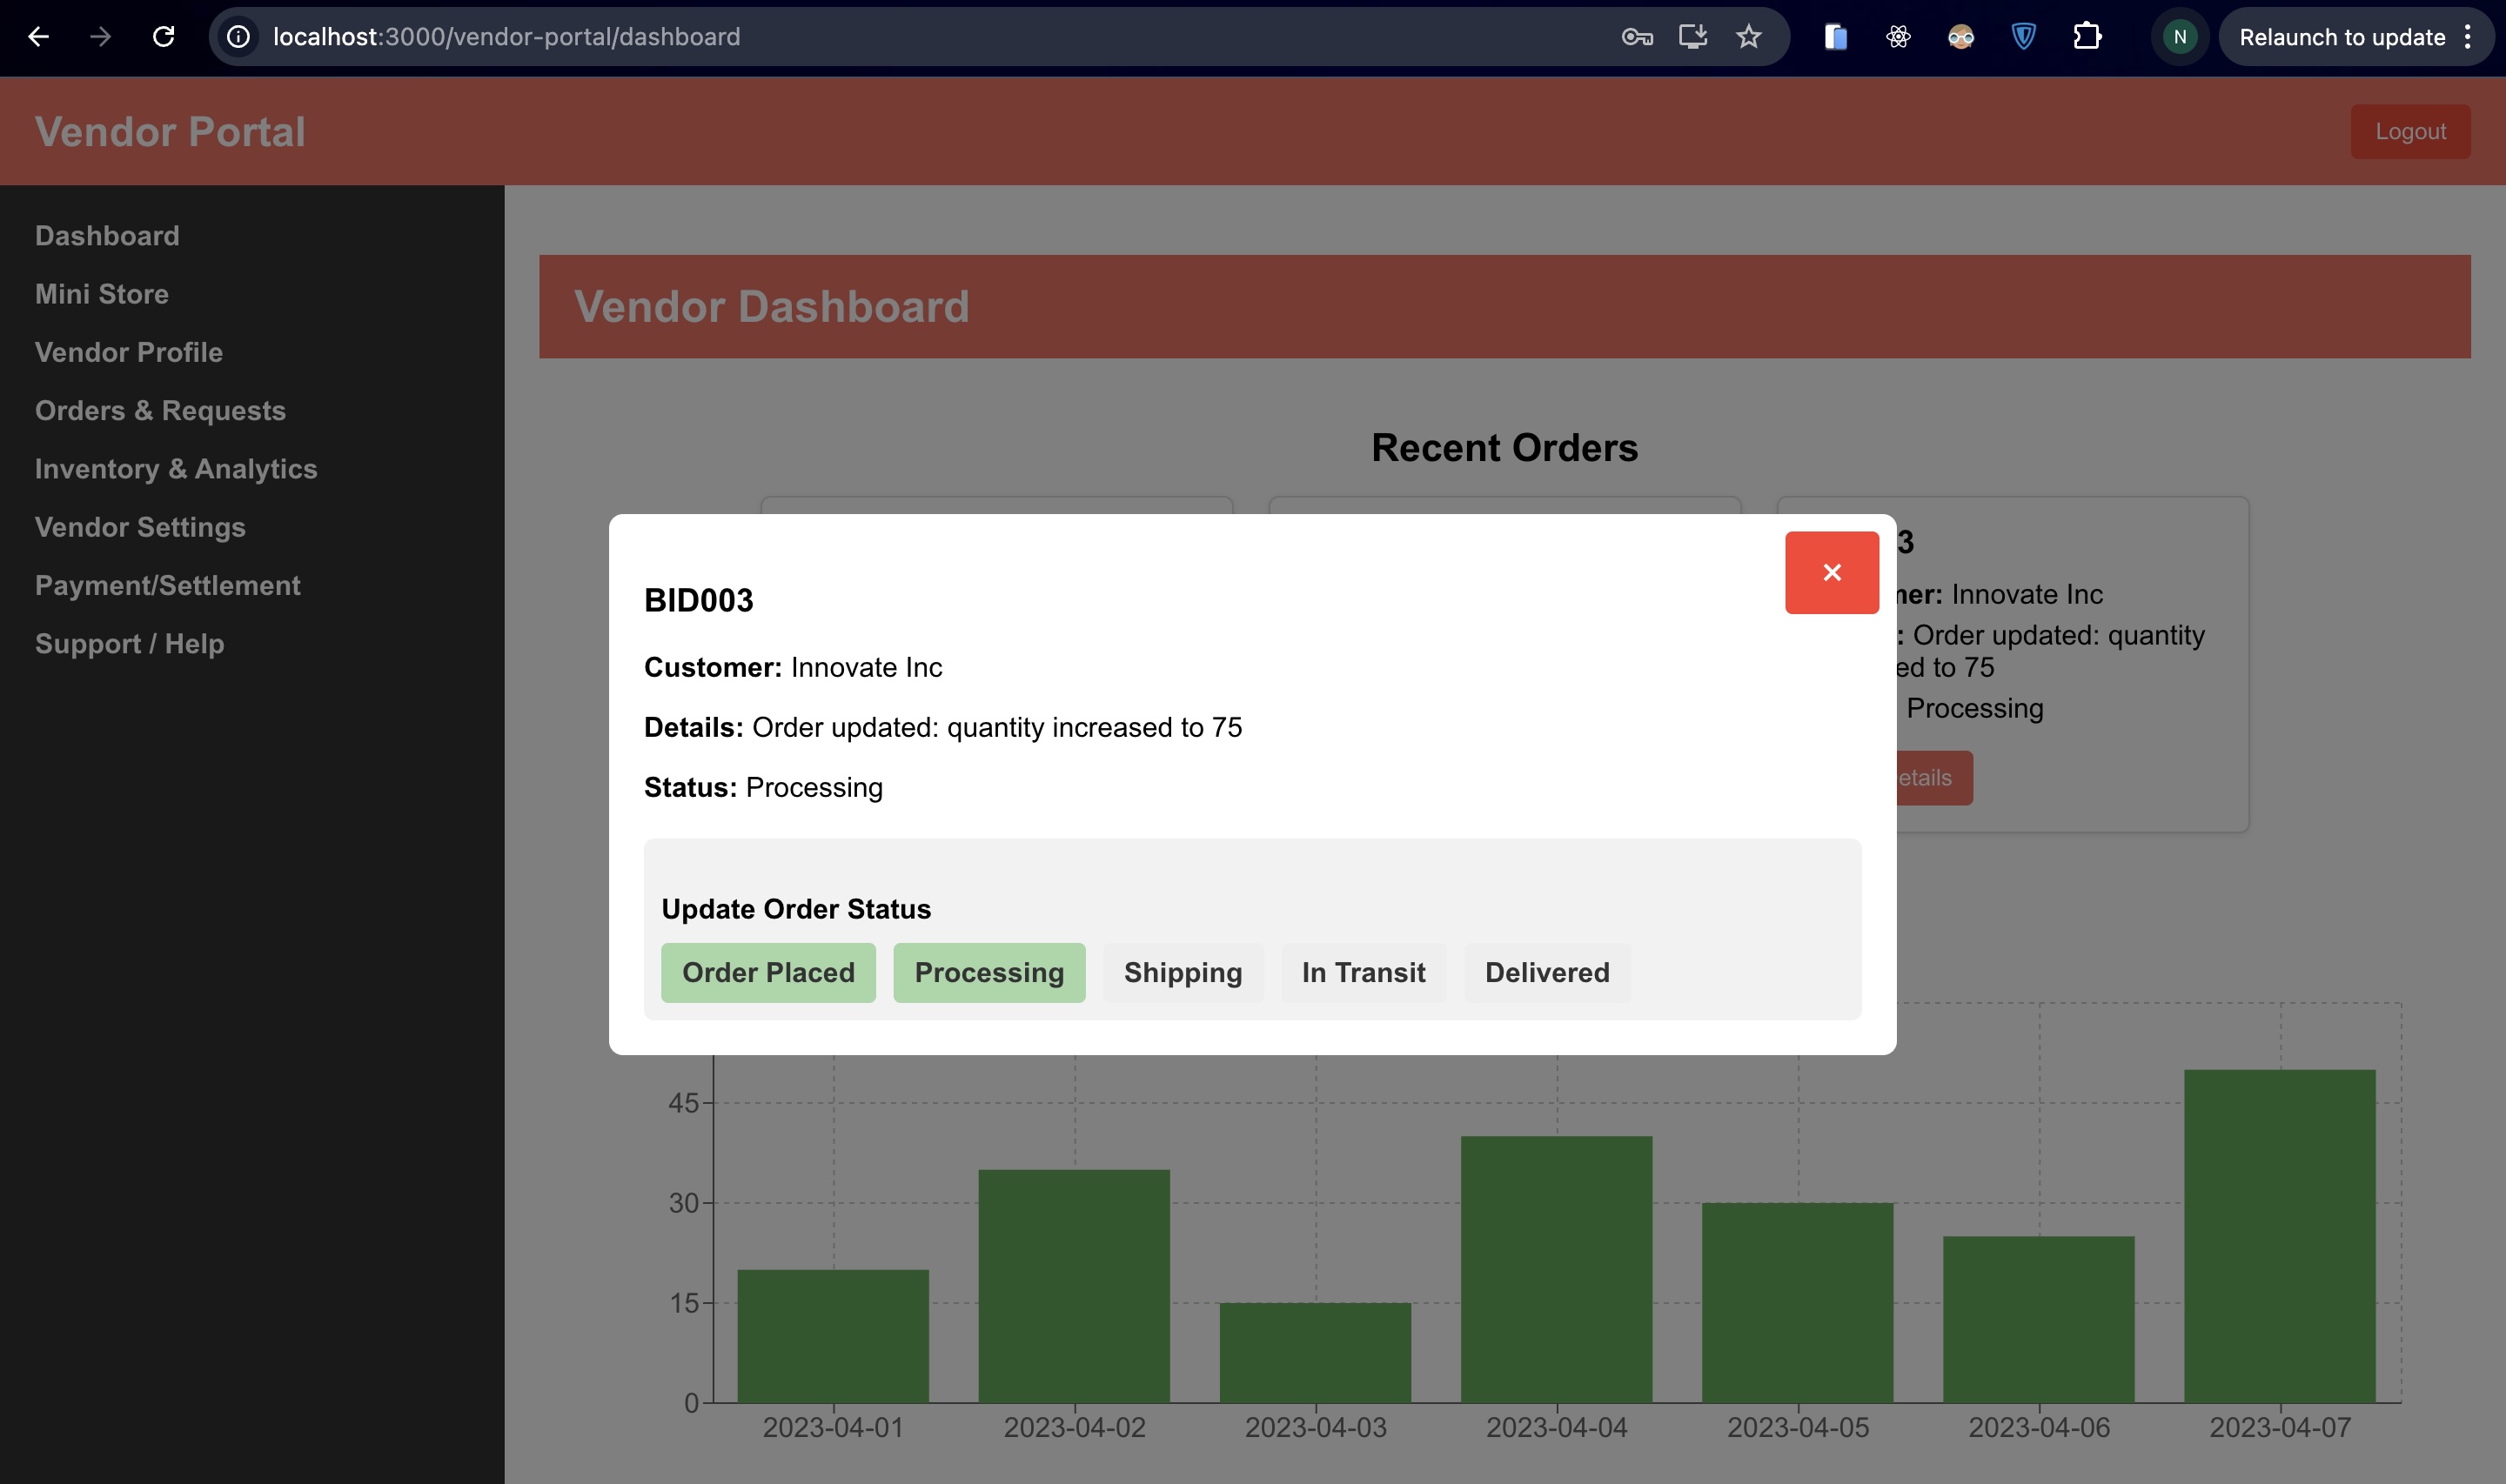 localhost:3000/vendor-portal/dashboard
N
Relaunch to update
Vendor Portal
Logout
Dashboard
Mini Store
Vendor Profile
Orders & Requests
Inventory & Analytics
Vendor Settings
Payment/Settlement
Support / Help
Vendor Dashboard
Recent Orders
BID003
×
Customer: Innovate Inc
Details: Order updated: quantity increased to 75
Status: Processing
Update Order Status
Order Placed
Processing
Shipping
In Transit
Delivered
3
Innovate Inc
: Order updated: quantity
to 75
Processing
45
30
15
0
2023-04-01
2023-04-02
2023-04-03
2023-04-04
2023-04-05
2023-04-06
2023-04-07